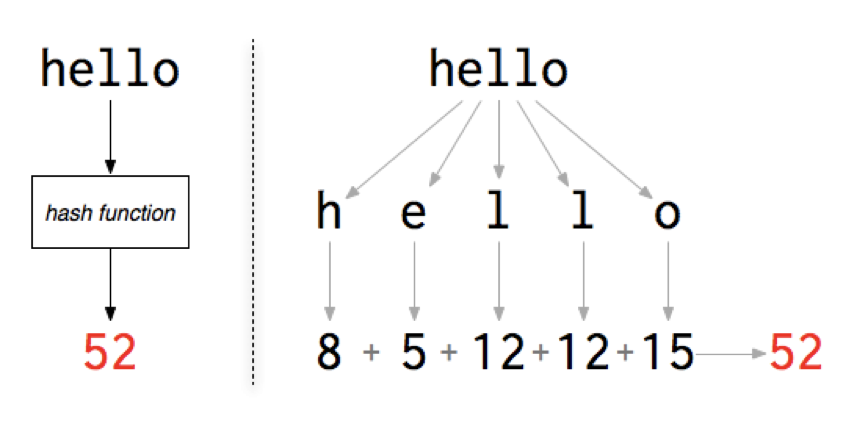 hello
hash function
52
hello
h e l l o
8 + 5 + 12 + 12 + 15 52